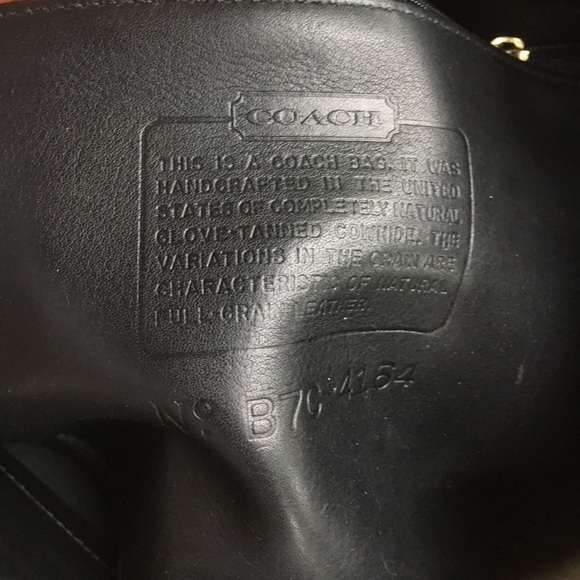 COACH
THIS IS A COACH BAG. IT WAS
HANDCRAFTED IN THE UNITED
STATES OF COMPLETELY NATURAL
GLOVE-TANNED COWHIDE. THE
VARIATIONS IN THE GRAIN ARE
CHARACTERISTIC OF NATURAL
FULL GRAIN LEATHER.
Nº B7C-4154